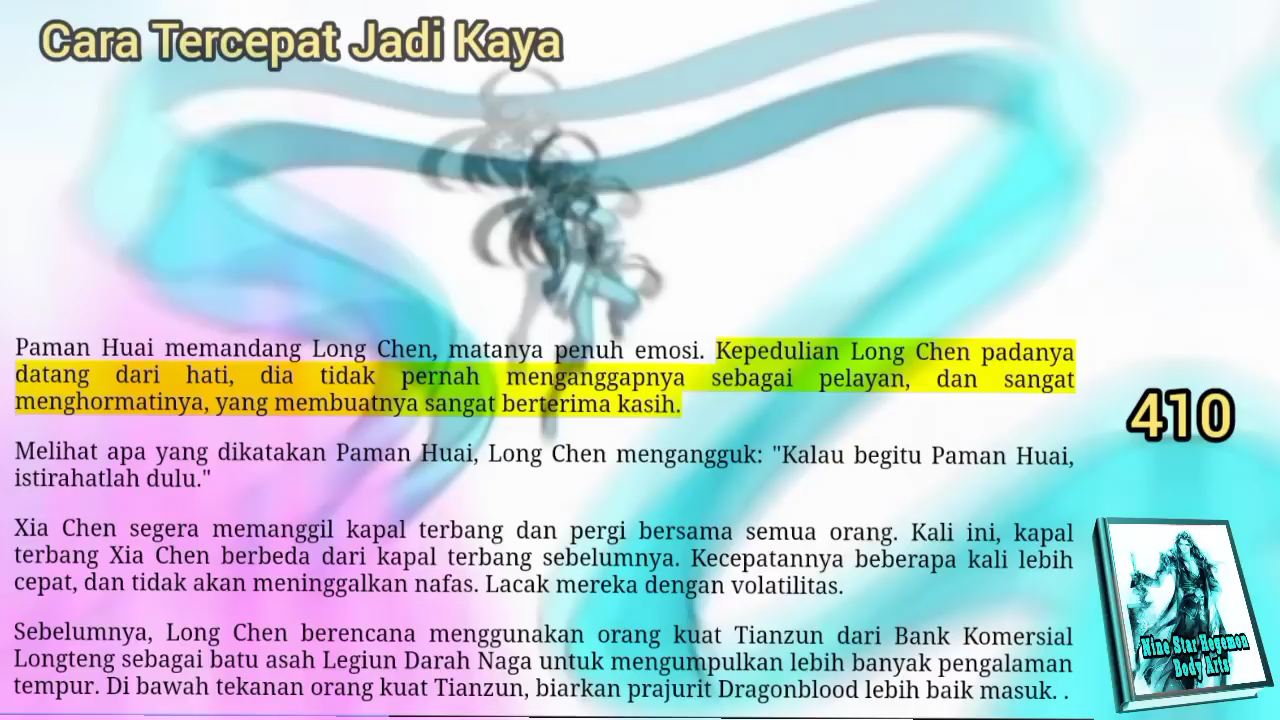 Cara Tercepat Jadi Kaya
Paman Huai memandang Long Chen, matanya penuh emosi. Kepedulian Long Chen padanya
datang dari hati, dia tidak pernah menganggapnya sebagai pelayan, dan sangat
menghormatinya, yang membuatnya sangat berterima kasih.
Melihat apa yang dikatakan Paman Huai, Long Chen mengangguk: "Kalau begitu Paman Huai,
istirahatlah dulu."
Xia Chen segera memanggil kapal terbang dan pergi bersama semua orang. Kali ini, kapal
terbang Xia Chen berbeda dari kapal terbang sebelumnya. Kecepatannya beberapa kali lebih
cepat, dan tidak akan meninggalkan nafas. Lacak mereka dengan volatilitas.
Sebelumnya, Long Chen berencana menggunakan orang kuat Tianzun dari Bank Komersial
Longteng sebagai batu asah Legiun Darah Naga untuk mengumpulkan lebih banyak pengalaman
tempur. Di bawah tekanan orang kuat Tianzun, biarkan prajurit Dragonblood lebih baik masuk. .
410
Nine Star Hegemon
Body Arts